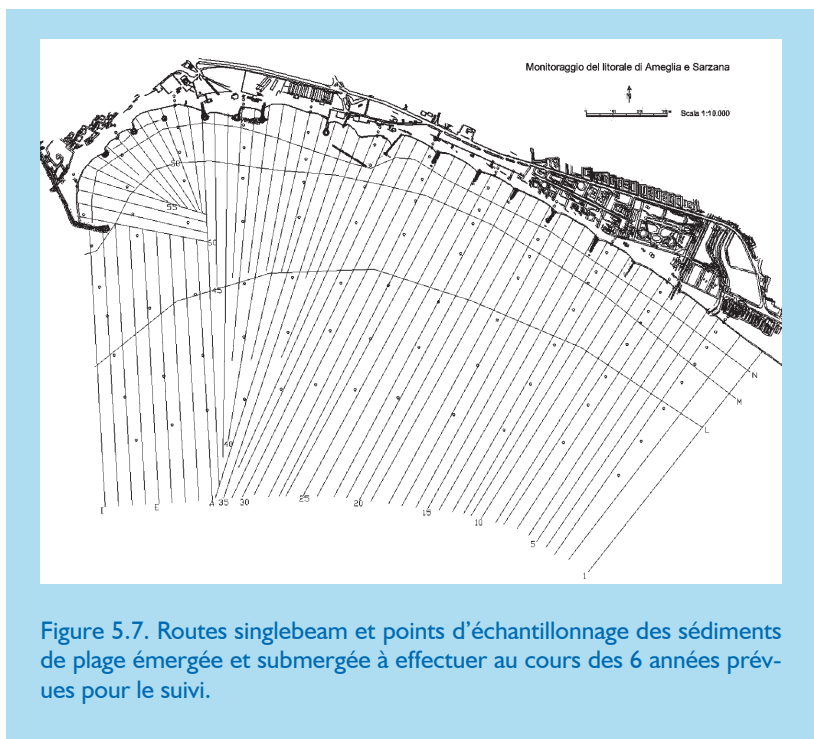 Monitoraggio del litorale di Ameglia e Sarzana
N
Scala 1:10.000
50
55
60
45
40
N
M
L
I
E
A
35
30
25
20
15
10
5
1
Figure 5.7. Routes singlebeam et points d’échantillonnage des sédiments
de plage émergée et submergée à effectuer au cours des 6 années prév-
ues pour le suivi.